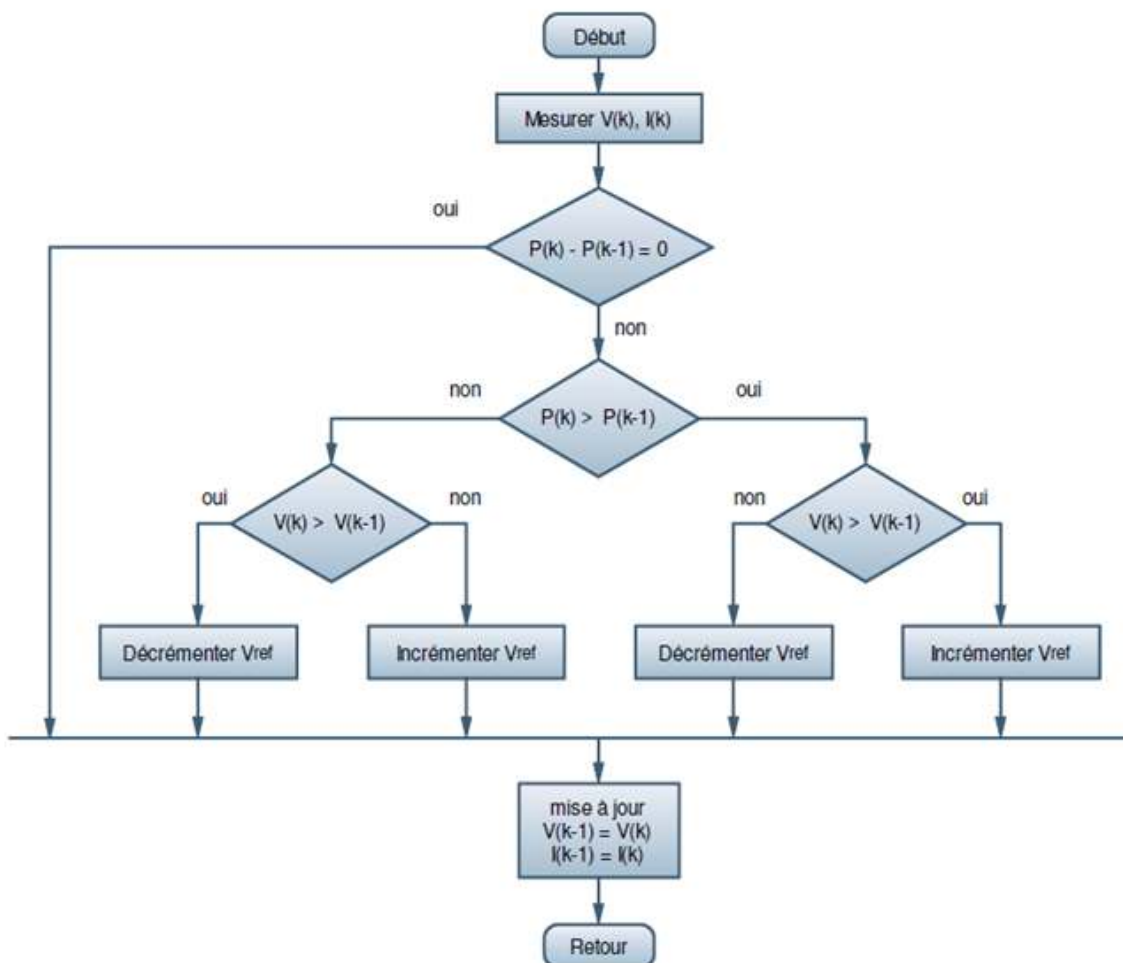 Début
Mesurer V(k), I(k)
oui
P(k) - P(k-1) = 0
non
non
oui
P(k) > P(k-1)
oui
non
non
oui
V(k) > V(k-1)
V(k) > V(k-1)
Décrémenter Vref
Incrémenter Vref
Décrémenter Vref
Incrémenter Vref
mise à jour
V(k-1) = V(k)
I(k-1) = I(k)
Retour